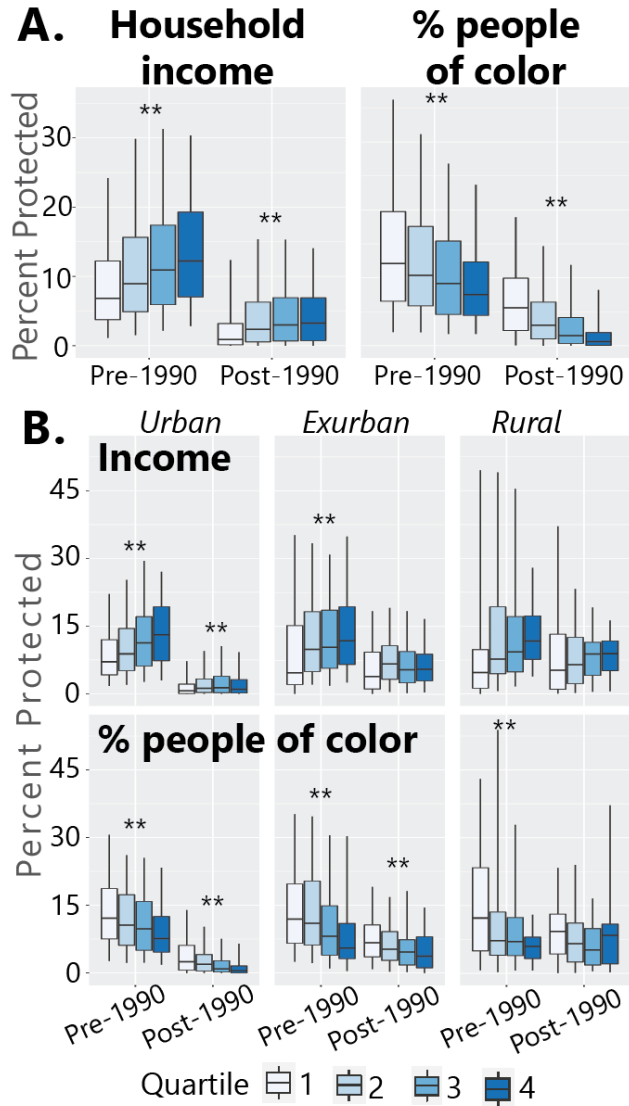 A. Household income
% people of color
Percent Protected
30
20
10
0
**
**
**
**
Pre-1990 Post-1990
Pre-1990 Post-1990
B. Urban Exurban Rural
Income
Percent Protected
45
30
15
0
**
**
**
% people of color
45
30
15
0
**
**
**
**
**
Pre-1990 Post-1990 Pre-1990 Post-1990 Pre-1990 Post-1990
Quartile 1 2 3 4